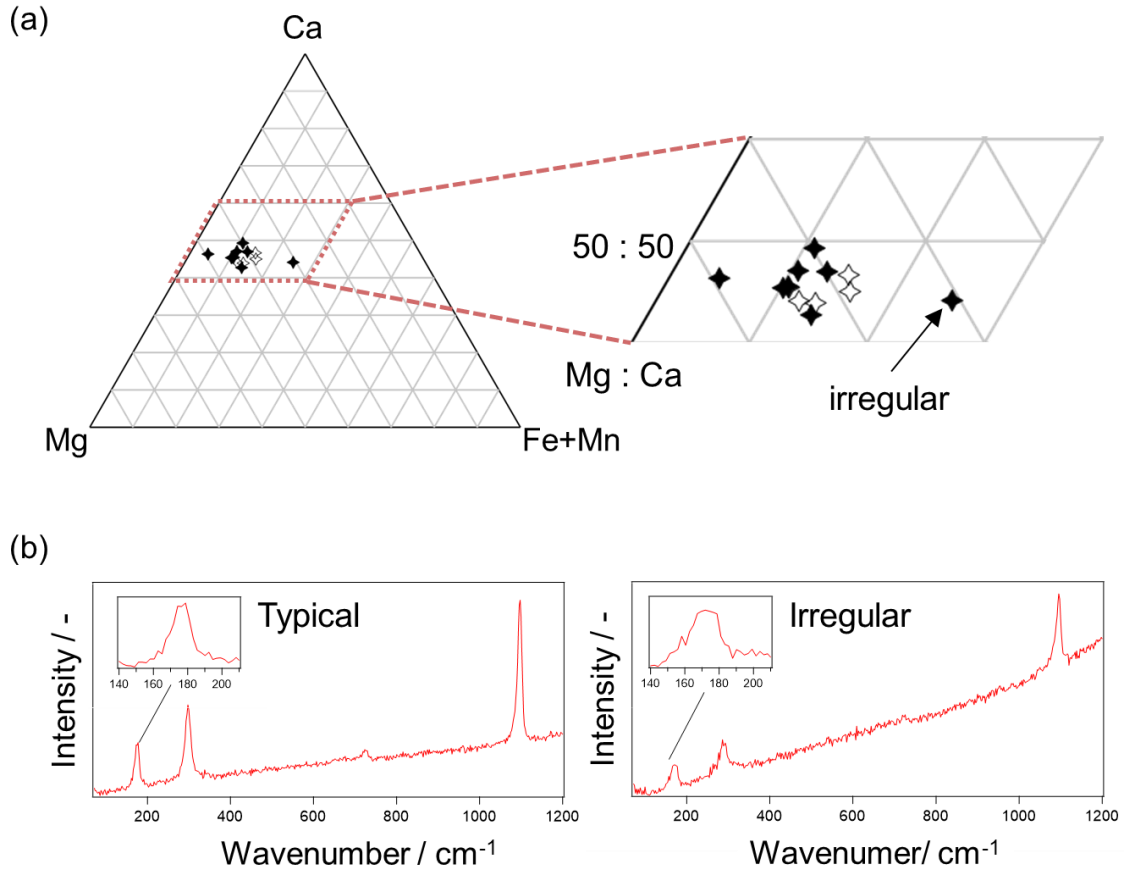 (a)
Ca
Mg
Fe+Mn
50 : 50
Mg : Ca
irregular
(b)
Typical
Intensity / -
140 160 180 200
200 400 600 800 1000 1200
Wavenumber / cm-1
Irregular
Intensity / -
140 160 180 200
200 400 600 800 1000 1200
Wavenumer/ cm-1